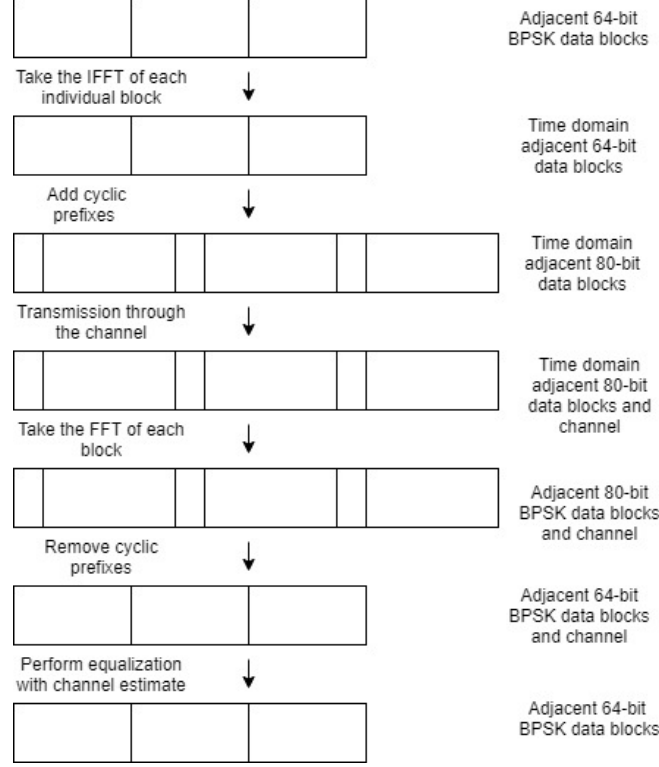 Adjacent 64-bit
BPSK data blocks
Take the IFFT of each
individual block
Time domain
adjacent 64-bit
data blocks
Add cyclic
prefixes
Time domain
adjacent 80-bit
data blocks
Transmission through
the channel
Time domain
adjacent 80-bit
data blocks and
channel
Take the FFT of each
block
Adjacent 80-bit
BPSK data blocks
and channel
Remove cyclic
prefixes
Adjacent 64-bit
BPSK data blocks
and channel
Perform equalization
with channel estimate
Adjacent 64-bit
BPSK data blocks